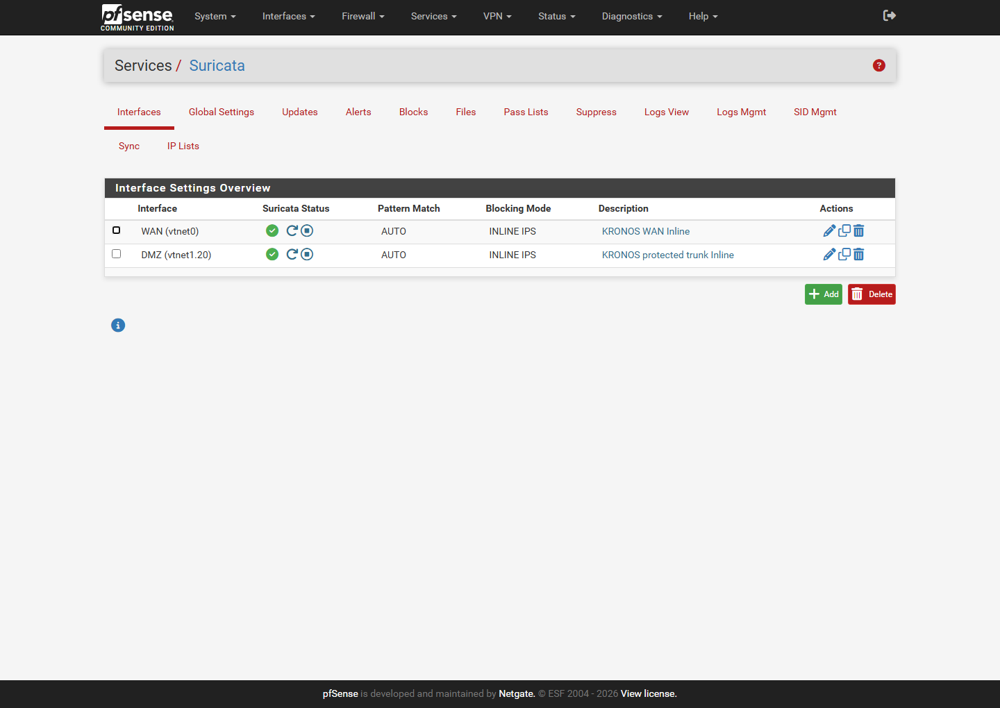 pfsense
COMMUNITY EDITION
System Interfaces Firewall Services VPN Status Diagnostics Help
Services / Suricata
Interfaces Global Settings Updates Alerts Blocks Files Pass Lists Suppress Logs View Logs Mgmt SID Mgmt
Sync IP Lists
Interface Settings Overview
Interface Suricata Status Pattern Match Blocking Mode Description Actions
WAN (vtnet0) AUTO INLINE IPS KRONOS WAN Inline
DMZ (vtnet1.20) AUTO INLINE IPS KRONOS protected trunk Inline
Add Delete
pfSense is developed and maintained by Netgate. © ESF 2004 - 2026 View license.